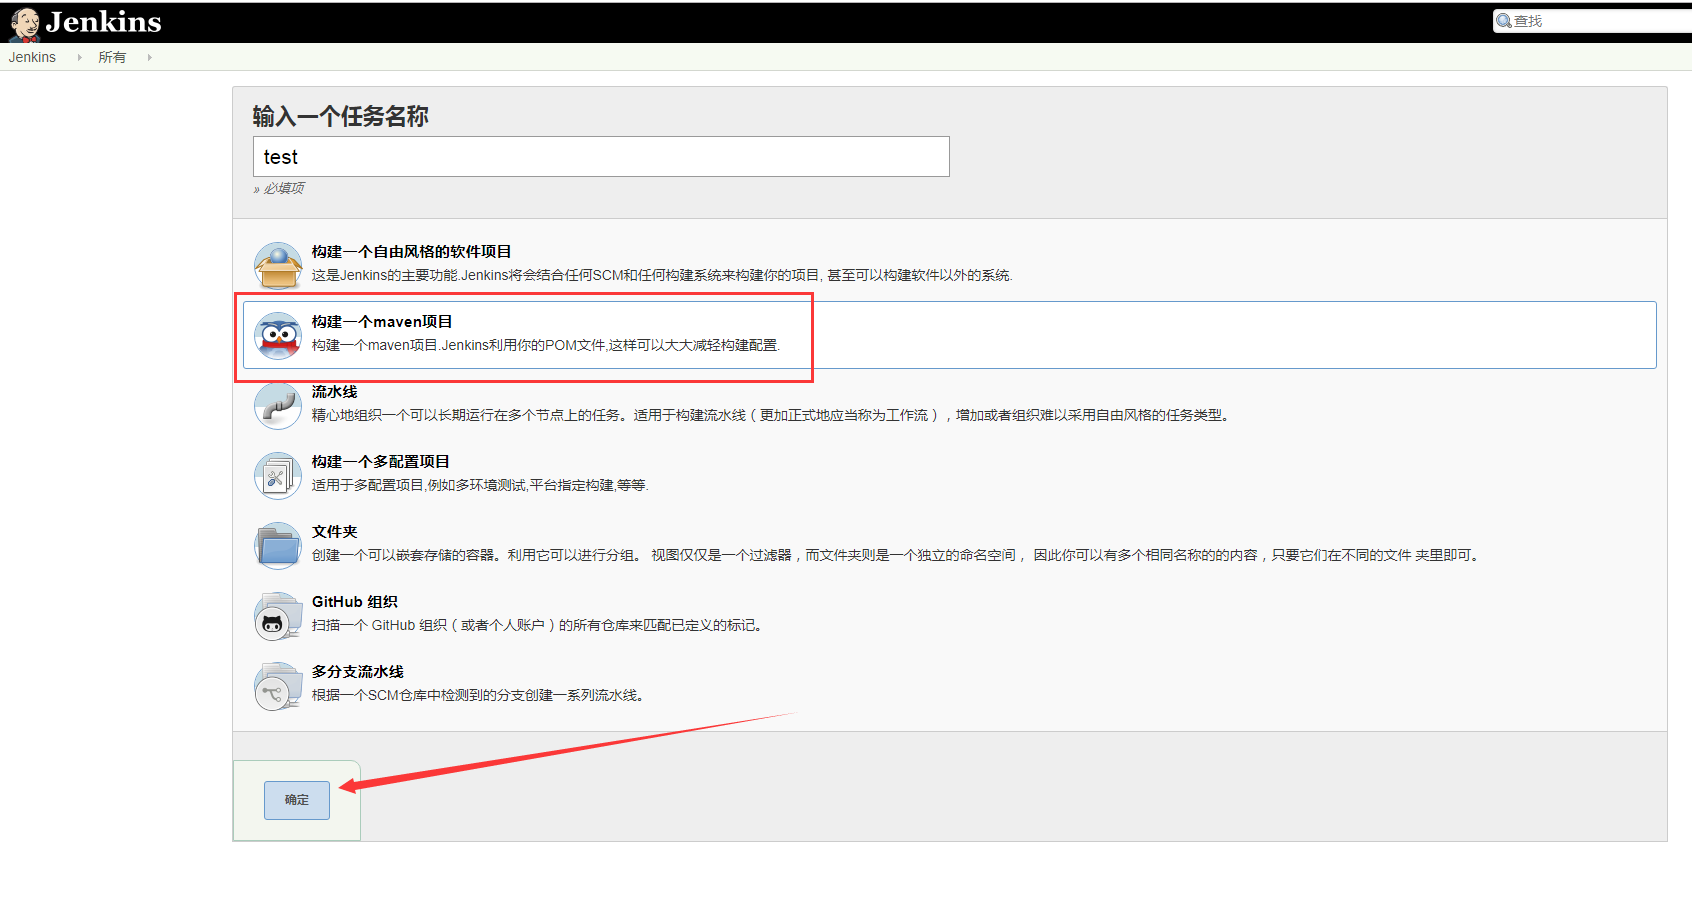 Jenkins
查找
Jenkins
所有
输入一个任务名称
test
» 必填项
构建一个自由风格的软件项目
这是Jenkins的主要功能.Jenkins将会结合任何SCM和任何构建系统来构建你的项目, 甚至可以构建软件以外的系统.
构建一个maven项目
构建一个maven项目.Jenkins利用你的POM文件,这样可以大大减轻构建配置.
流水线
精心地组织一个可以长期运行在多个节点上的任务。适用于构建流水线（更加正式地应当称为工作流），增加或者组织难以采用自由风格的任务类型。
构建一个多配置项目
适用于多配置项目,例如多环境测试,平台指定构建,等等.
文件夹
创建一个可以嵌套存储的容器。利用它可以进行分组。 视图仅仅是一个过滤器，而文件夹则是一个独立的命名空间， 因此你可以有多个相同名称的的内容，只要它们在不同的文件 夹里即可。
GitHub 组织
扫描一个 GitHub 组织（或者个人账户）的所有仓库来匹配已定义的标记。
多分支流水线
根据一个SCM仓库中检测到的分支创建一系列流水线。
确定